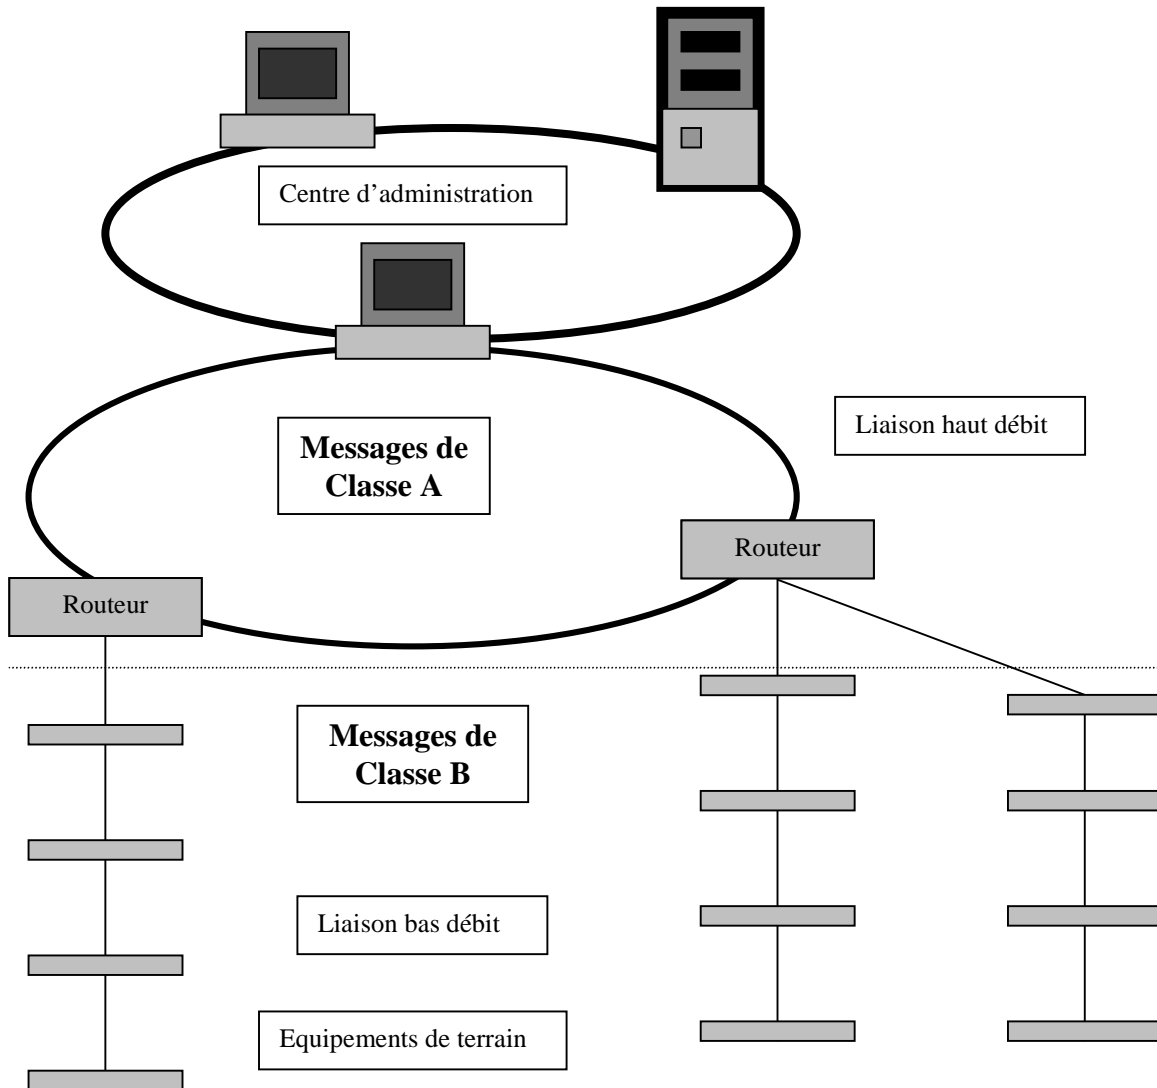 Centre d’administration
Liaison haut débit
Messages de
Classe A
Routeur
Routeur
Messages de
Classe B
Liaison bas débit
Equipements de terrain